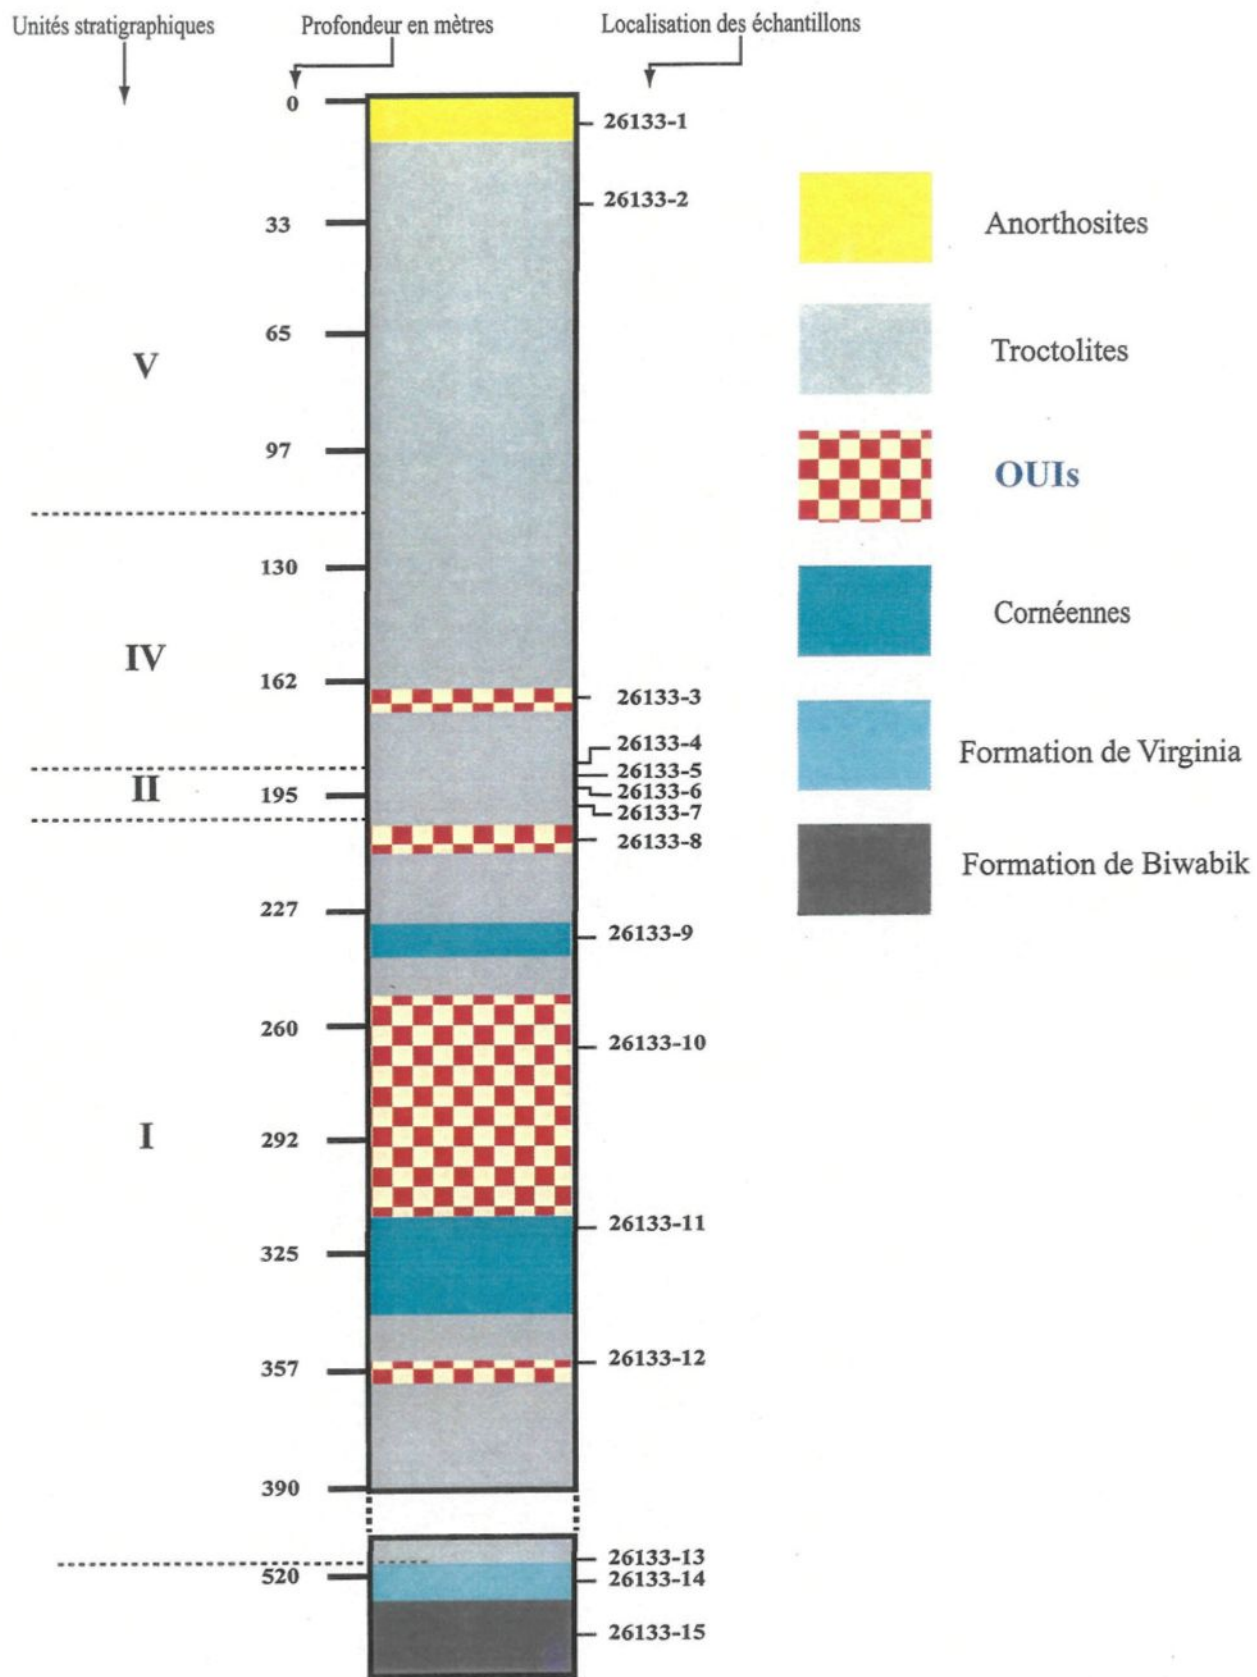 Unités stratigraphiques
Profondeur en mètres
Localisation des échantillons
0
26133-1
26133-2
33
Anorthosites
65
Troctolites
V
97
OUIs
130
Cornéennes
IV
162
26133-3
26133-4
Formation de Virginia
26133-5
II
195
26133-6
26133-7
26133-8
Formation de Biwabik
227
26133-9
260
26133-10
I
292
26133-11
325
26133-12
357
390
26133-13
520
26133-14
26133-15